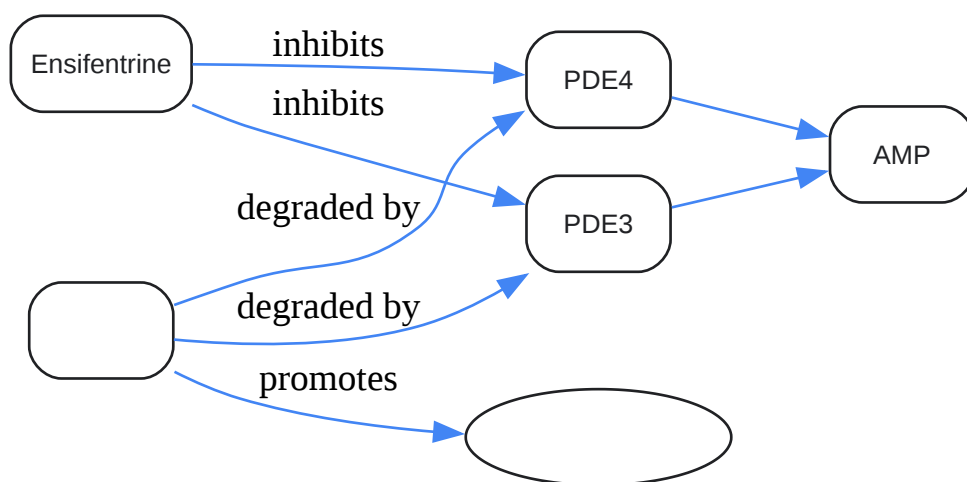 Ensifentrine
inhibits
inhibits
PDE4
AMP
degraded by
PDE3
degraded by
promotes